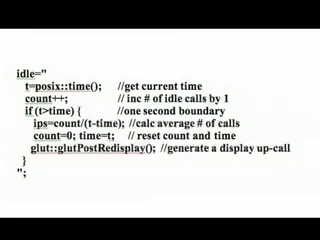 idle="
t=posix::time(); //get current time
count++; // inc # of idle calls by 1
if (t>time) { //one second boundary
ips=count/(t-time); //calc average # of calls
count=0; time=t; // reset count and time
glut::glutPostRedisplay(); //generate a display up-call
}
";